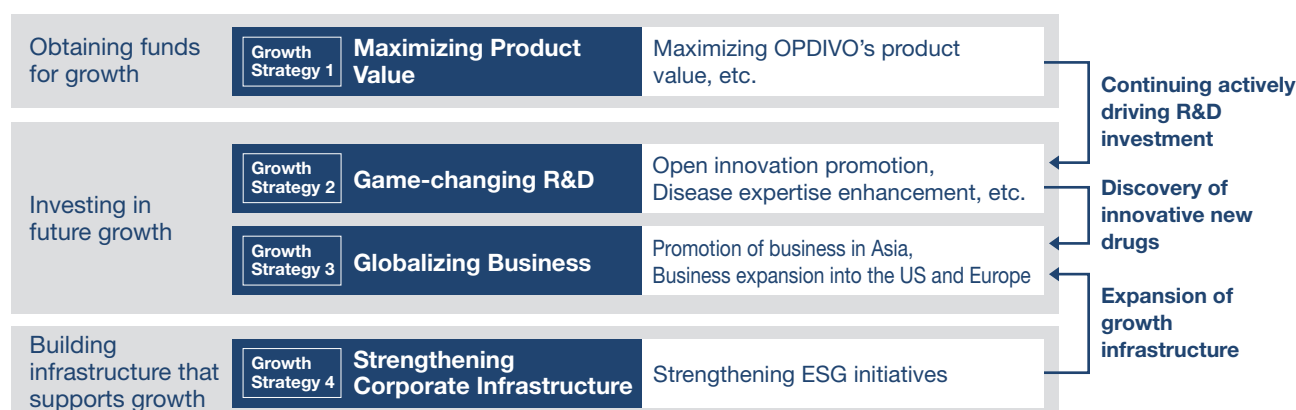 Obtaining funds
for growth
Growth
Strategy 1
Maximizing Product
Value
Maximizing OPDIVO's product
value, etc.
Continuing actively
driving R&D
investment
Investing in
future growth
Growth
Strategy 2
Game-changing R&D
Open innovation promotion,
Disease expertise enhancement, etc.
Discovery of
innovative new
drugs
Growth
Strategy 3
Globalizing Business
Promotion of business in Asia,
Business expansion into the US and Europe
Expansion of
growth
infrastructure
Building
infrastructure that
supports growth
Growth
Strategy 4
Strengthening
Corporate Infrastructure
Strengthening ESG initiatives